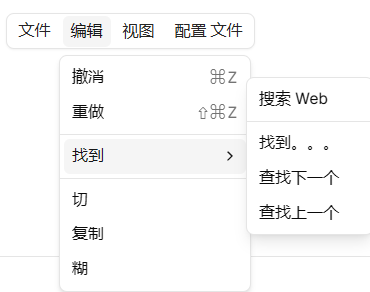 文件 编辑 视图 配置 文件
撤消 ⌘Z
重做 ⇧⌘Z
找到
切
复制
糊
搜索 Web
找到。。。
查找下一个
查找上一个